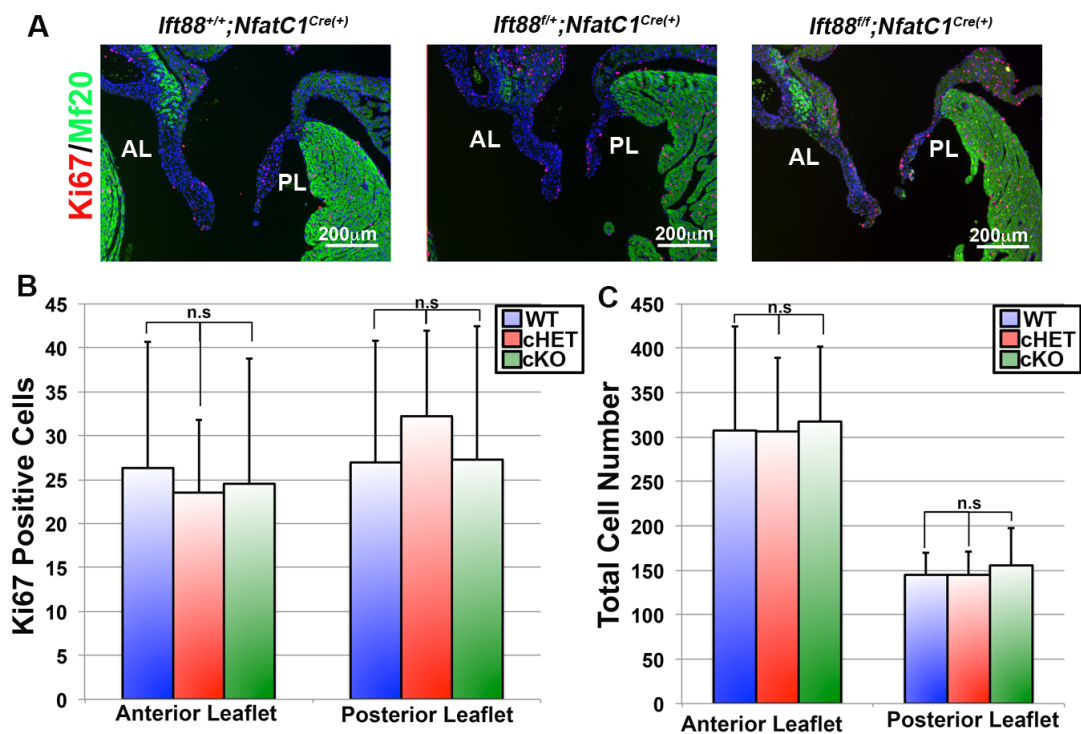 A
Ift88+/+;NfatC1Cre(+)
Ift88f/+;NfatC1Cre(+)
Ift88f/f;NfatC1Cre(+)
Ki67/Mf20
AL
PL
200μm
AL
PL
200μm
AL
PL
200μm
B
Ki67 Positive Cells
45
40
35
30
25
20
15
10
5
0
n.s
n.s
WT
cHET
cKO
Anterior Leaflet
Posterior Leaflet
C
Total Cell Number
450
400
350
300
250
200
150
100
50
0
n.s
n.s
WT
cHET
cKO
Anterior Leaflet
Posterior Leaflet